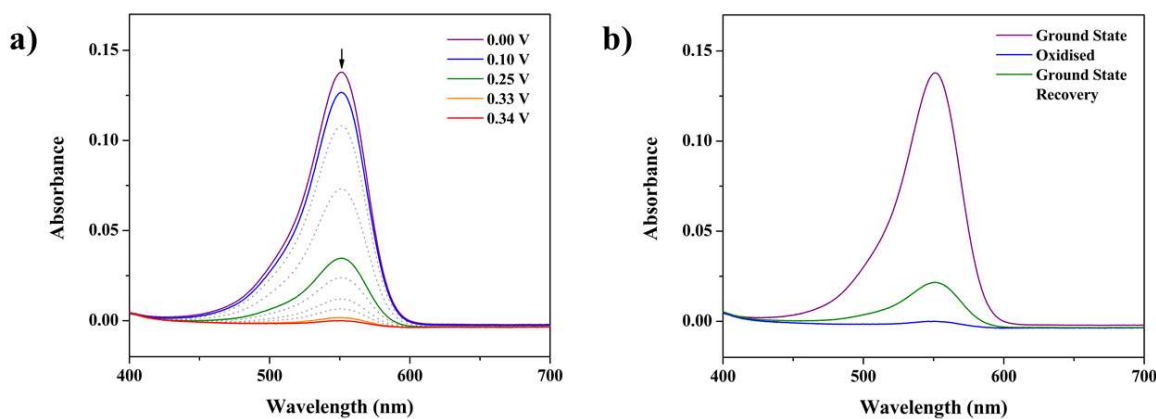 a)
0.15
0.10
0.05
0.00
Absorbance
400
500
600
700
Wavelength (nm)
0.00 V
0.10 V
0.25 V
0.33 V
0.34 V
b)
0.15
0.10
0.05
0.00
Absorbance
400
500
600
700
Wavelength (nm)
Ground State
Oxidised
Ground State
Recovery